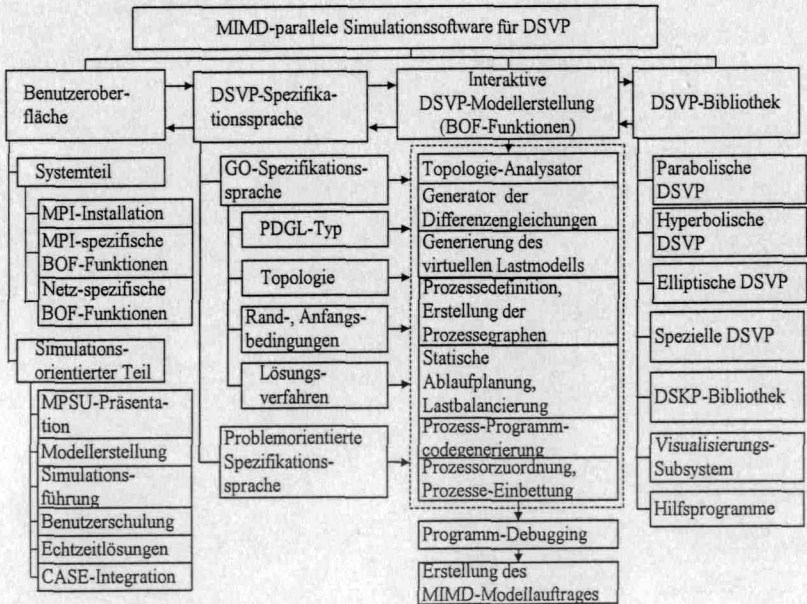 MIMD-parallele Simulationssoftware für DSVP
Benutzerober-
fläche
DSVP-Spezifika-
tionssprache
Interaktive
DSVP-Modellerstellung
(BOF-Funktionen)
DSVP-Bibliothek
Systemteil
MPI-Installation
MPI-spezifische
BOF-Funktionen
Netz-spezifische
BOF-Funktionen
Simulations-
orientierter Teil
MPSU-Präsenta-
tion
Modellerstellung
Simulations-
führung
Benutzerschulung
Echtzeitlösungen
CASE-Integration
GO-Spezifikations-
sprache
PDGL-Typ
Topologie
Rand-, Anfangs-
bedingungen
Lösungs-
verfahren
Problemorientierte
Spezifikations-
sprache
Topologie-Analysator
Generator der
Differenzengleichungen
Generierung des
virtuellen Lastmodells
Prozessedefinition,
Erstellung der
Prozessegraphen
Statische
Ablaufplanung,
Lastbalancierung
Prozess-Programm-
codegenerierung
Prozessorzuordnung,
Prozesse-Einbettung
Programm-Debugging
Erstellung des
MIMD-Modellauftrages
Parabolische
DSVP
Hyperbolische
DSVP
Elliptische DSVP
Spezielle DSVP
DSKP-Bibliothek
Visualisierungs-
Subsystem
Hilfsprogramme